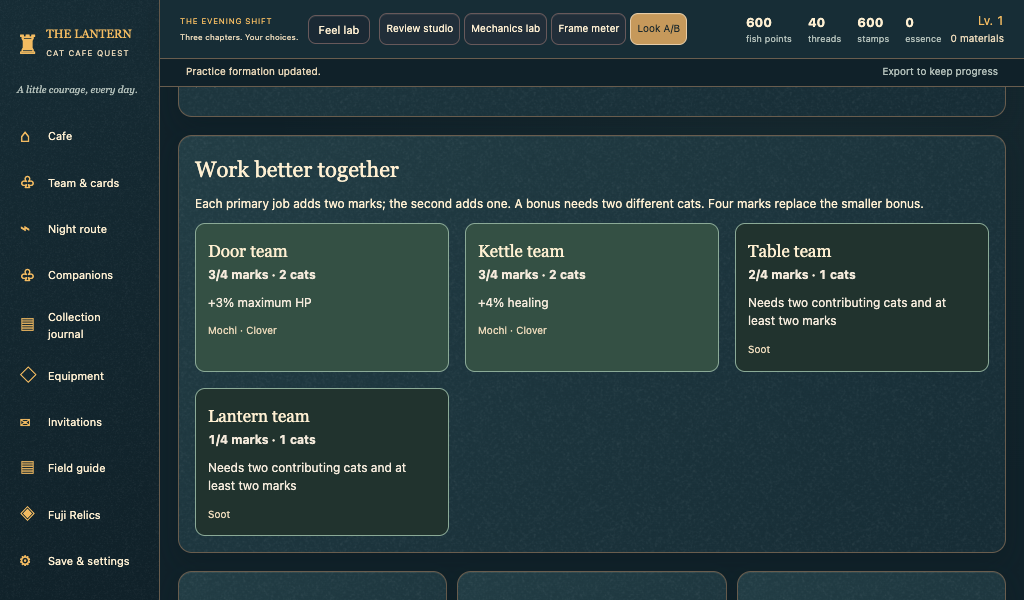 THE LANTERN
CAT CAFE QUEST
A little courage, every day.
Cafe
Team & cards
Night route
Companions
Collection
journal
Equipment
Invitations
Field guide
Fuji Relics
Save & settings
THE EVENING SHIFT
Three chapters. Your choices.
Feel lab
Review studio
Mechanics lab
Frame meter
Look A/B
600
fish points
40
threads
600
stamps
0
essence
Lv. 1
0 materials
Practice formation updated.
Export to keep progress
Work better together
Each primary job adds two marks; the second adds one. A bonus needs two different cats. Four marks replace the smaller bonus.
Door team
3/4 marks · 2 cats
+3% maximum HP
Mochi · Clover
Kettle team
3/4 marks · 2 cats
+4% healing
Mochi · Clover
Table team
2/4 marks · 1 cats
Needs two contributing cats and at
least two marks
Soot
Lantern team
1/4 marks · 1 cats
Needs two contributing cats and at
least two marks
Soot